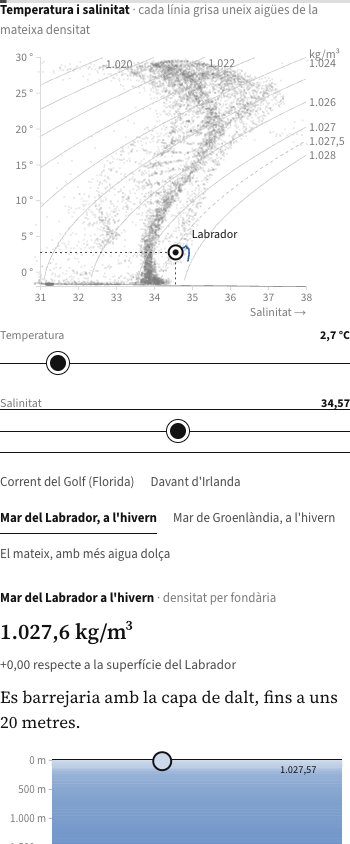 Temperatura i salinitat · cada línia grisa uneix aigües de la
mateixa densitat
kg/m³
30 °
1.020
1.022
1.024
25 °
1.026
20 °
1.027
1.027,5
15 °
1.028
10 °
5 °
Labrador
0 °
31 32 33 34 35 36 37 38
Salinitat →
Temperatura 2,7 °C
Salinitat 34,57
Corrent del Golf (Florida) Davant d'Irlanda
Mar del Labrador, a l'hivern Mar de Groenlàndia, a l'hivern
El mateix, amb més aigua dolça
Mar del Labrador a l'hivern · densitat per fondària
1.027,6 kg/m³
+0,00 respecte a la superfície del Labrador
Es barrejaria amb la capa de dalt, fins a uns
20 metres.
0 m
1.027,57
500 m
1.000 m